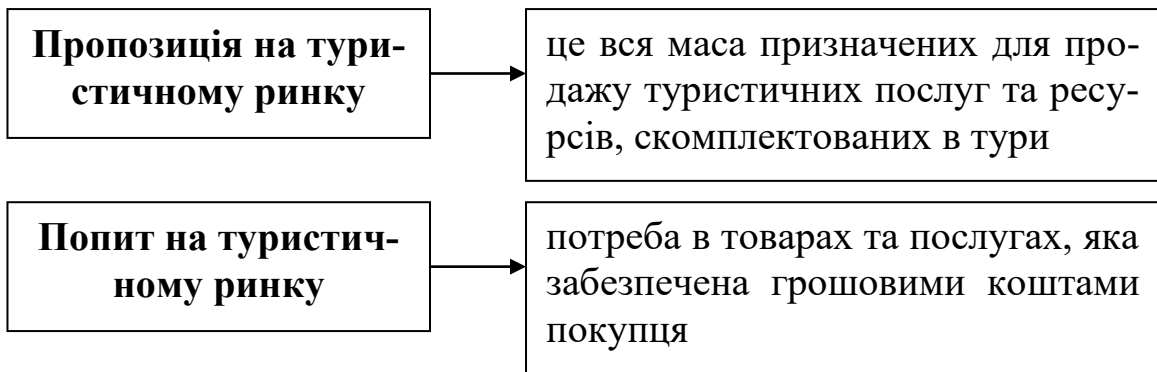 Пропозиція на тури-
стичному ринку
це вся маса призначених для про-
дажу туристичних послуг та ресу-
рсів, скомплектованих в тури
Попит на туристич-
ному ринку
потреба в товарах та послугах, яка
забезпечена грошовими коштами
покупця